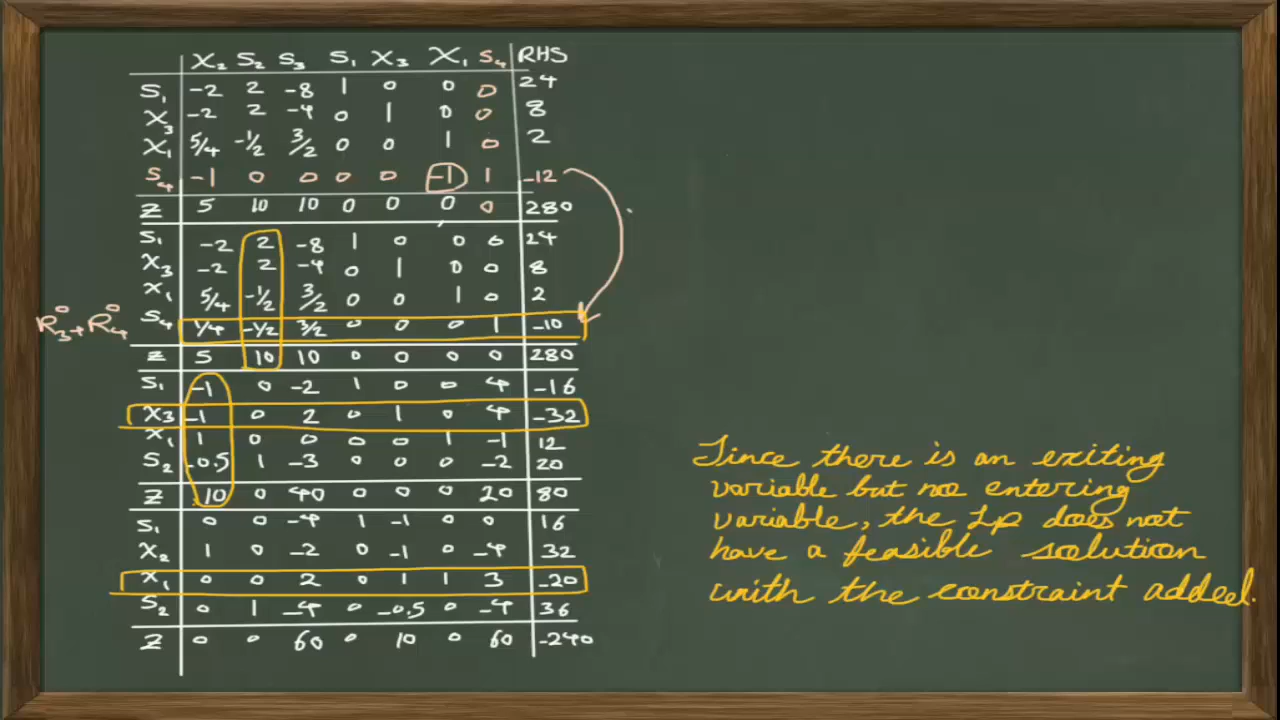 X₂ S₂ S₃ S₁ X₃ X₁ S₄ RHS
S₁ -2 2 -8 1 0 0 0 24
X₃ -2 2 -4 0 1 0 0 8
X₁ 5/4 -1/2 3/2 0 0 1 0 2
S₄ -1 0 0 0 0 -1 1 -12
Z 5 10 10 0 0 0 0 280
S₁ -2 2 -8 1 0 0 0 24
X₃ -2 2 -4 0 1 0 0 8
X₁ 5/4 -1/2 3/2 0 0 1 0 2
R₃⁰+R₄⁰ S₄ 1/4 -1/2 3/2 0 0 0 1 -10
Z 5 10 10 0 0 0 0 280
S₁ -1 0 -2 1 0 0 4 -16
X₃ -1 0 2 0 1 0 4 -32
X₁ 1 0 0 0 0 1 -1 12
S₂ -0.5 1 -3 0 0 0 -2 20
Z 10 0 40 0 0 0 20 80
S₁ 0 0 -4 1 -1 0 0 16
X₂ 1 0 -2 0 -1 0 -4 32
X₁ 0 0 2 0 1 1 3 -20
S₂ 0 1 -4 0 -0.5 0 -4 36
Z 0 0 60 0 10 0 60 -240
Since there is an exiting
variable but no entering
variable, the Lp does not
have a feasible solution
with the constraint added.